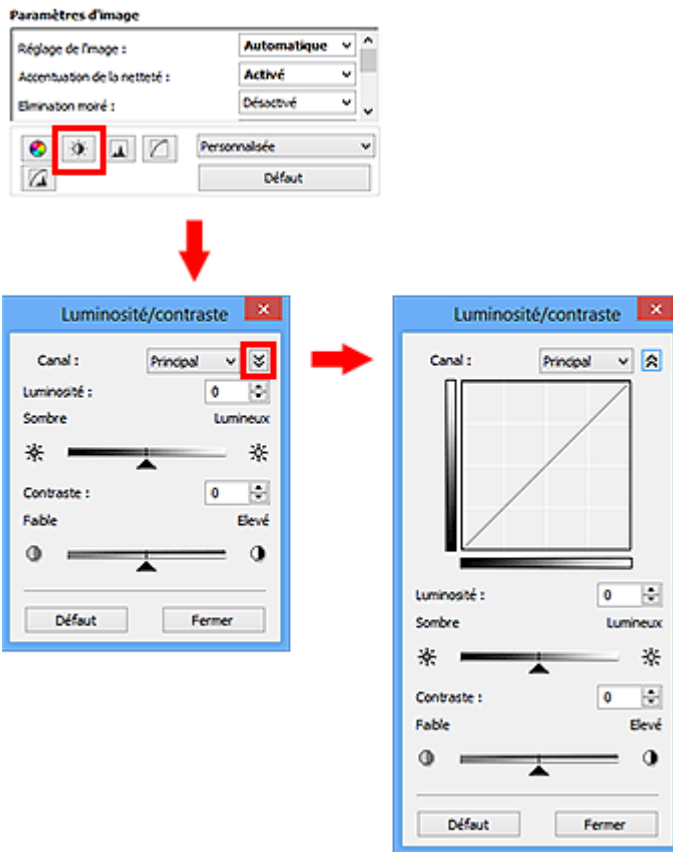 Paramètres d'image
Réglage de l'image : Automatique
Accentuation de la netteté : Activé
Elimination moiré : Désactivé
Personnalisée
Défaut
Luminosité/contraste
Canal : Principal
Luminosité : 0
Sombre Lumineux
Contraste : 0
Faible Elevé
Défaut Fermer
Luminosité/contraste
Canal : Principal
Luminosité : 0
Sombre Lumineux
Contraste : 0
Faible Elevé
Défaut Fermer